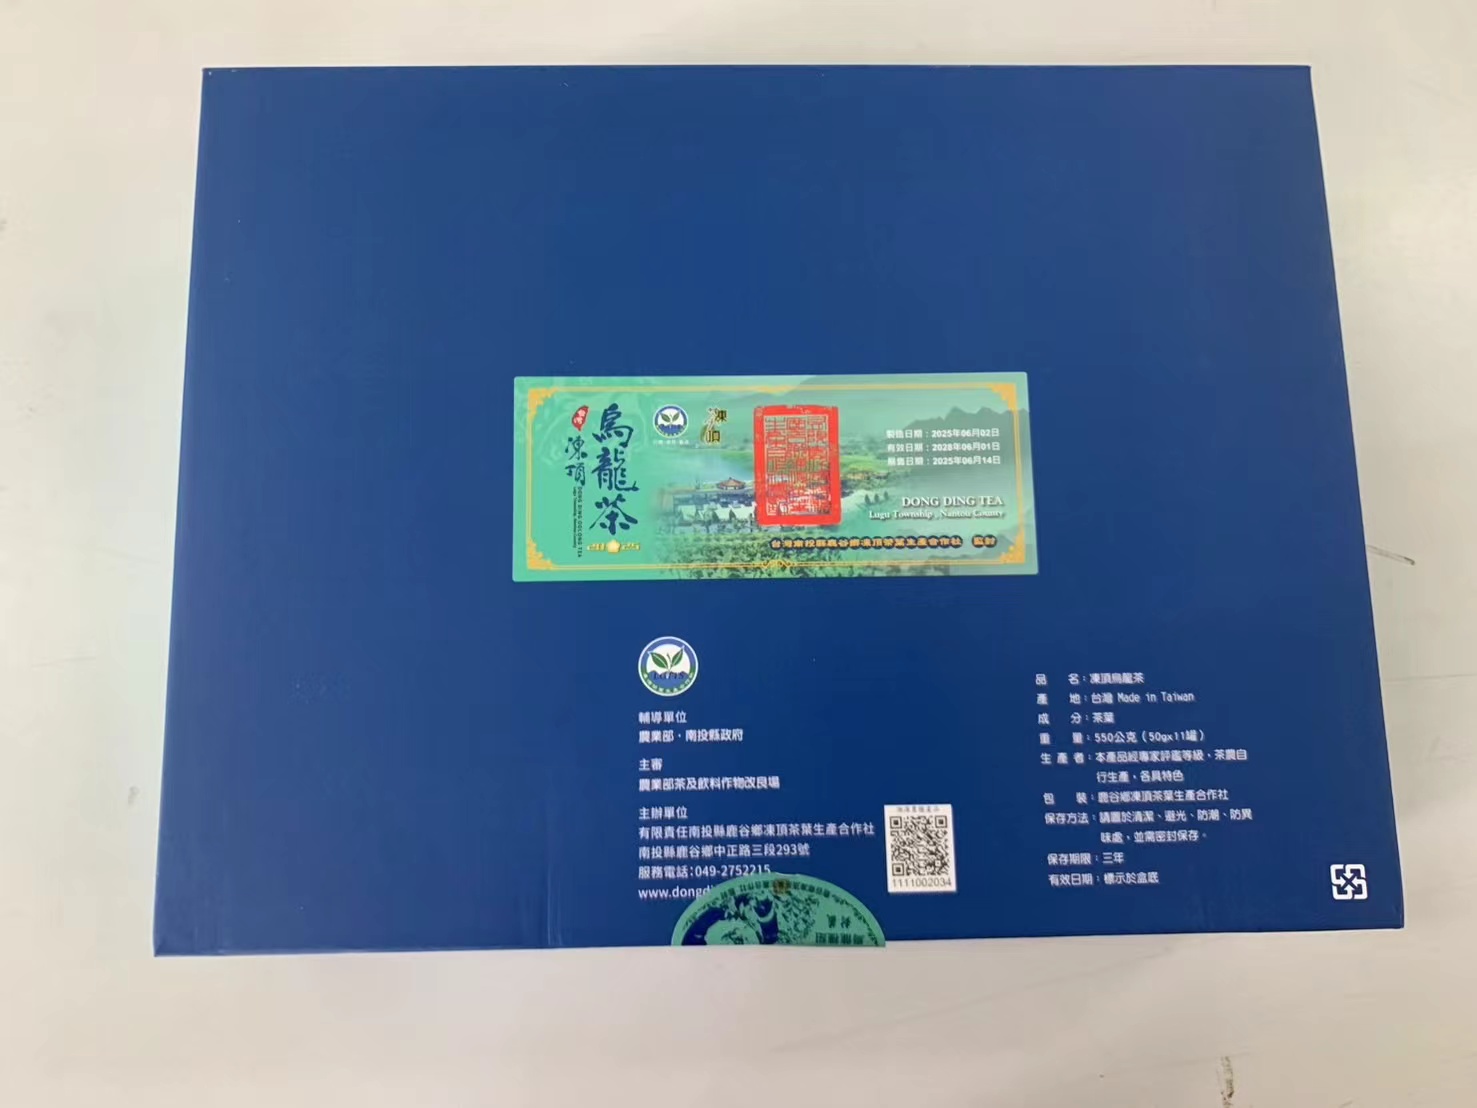 台灣
凍頂
烏龍茶
DONG DING OOLONG TEA
2025
凍頂
製造日期：2025年06月02日
有效日期：2028年06月01日
展售日期：2025年06月14日
DONG DING TEA
Lugu Township , Nantou County
台灣南投縣鹿谷鄉凍頂茶葉生產合作社 監封
輔導單位
農業部．南投縣政府
主審
農業部茶及飲料作物改良場
主辦單位
有限責任南投縣鹿谷鄉凍頂茶葉生產合作社
南投縣鹿谷鄉中正路三段293號
服務電話：049-2752215
www.dongdi
1111002034
品名：凍頂烏龍茶
產地：台灣 Made in Taiwan
成分：茶葉
重量：550公克（50gx11罐）
生產者：本產品經專家評鑑等級，茶農自
行生產，各具特色
包裝：鹿谷鄉凍頂茶葉生產合作社
保存方法：請置於清潔、避光、防潮、防異
味處，並需密封保存。
保存期限：三年
有效日期：標示於盒底